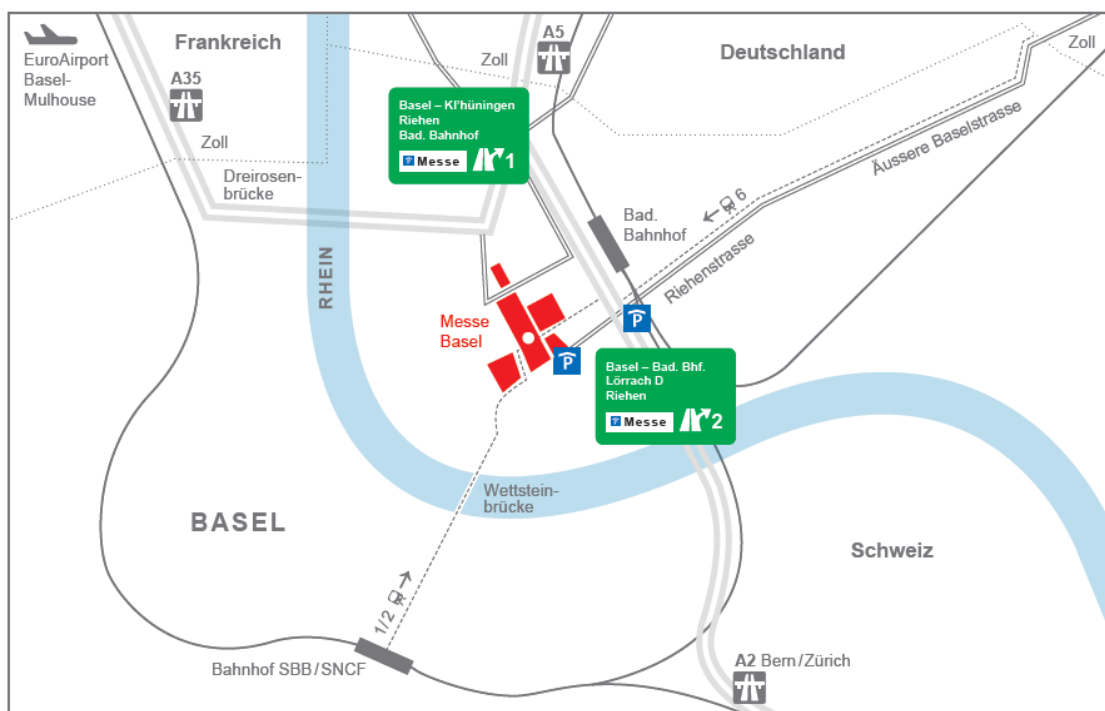 EuroAirport
Basel-
Mulhouse
Frankreich
A35
Zoll
Dreirosen-
brücke
RHEIN
Zoll
A5
Deutschland
Zoll
Basel – Kl'hüningen
Riehen
Bad. Bahnhof
P Messe 1
Äussere Baselstrasse
6
Bad.
Bahnhof
Riehenstrasse
Messe
Basel
P
P
Basel – Bad. Bhf.
Lörrach D
Riehen
P Messe 2
Wettstein-
brücke
BASEL
Schweiz
1/2
Bahnhof SBB/SNCF
A2 Bern/Zürich